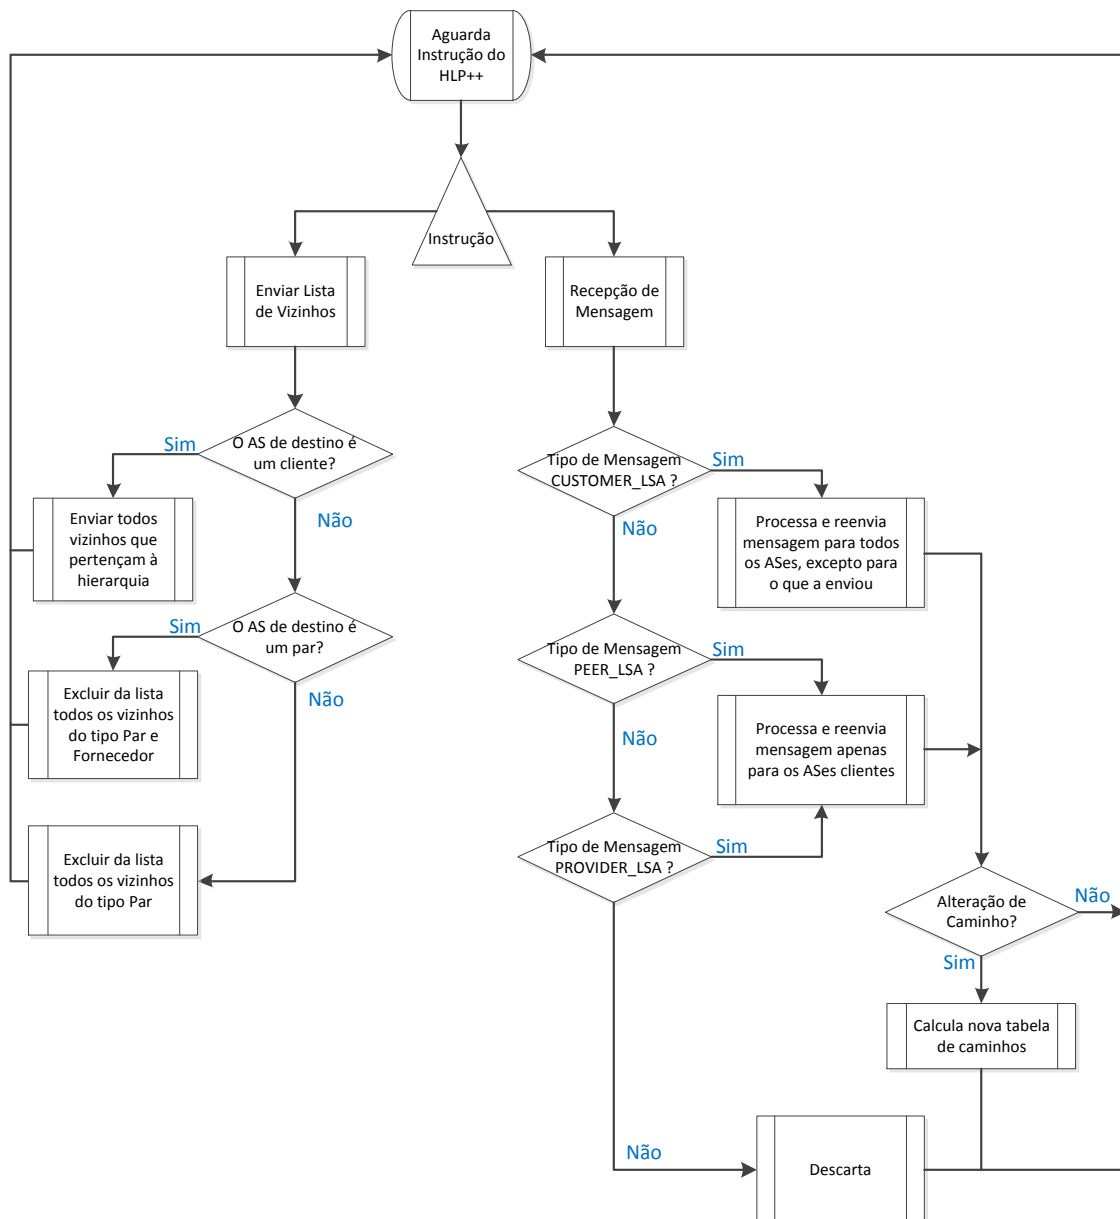 Aguarda
Instrução do
HLP++
Instrução
Enviar Lista
de Vizinhos
Recepção de
Mensagem
O AS de destino é
um cliente?
Sim
Não
Enviar todos
vizinhos que
pertençam à
hierarquia
O AS de destino é
um par?
Sim
Não
Excluir da lista
todos os vizinhos
do tipo Par e
Fornecedor
Excluir da lista
todos os vizinhos
do tipo Par
Tipo de Mensagem
CUSTOMER_LSA ?
Sim
Não
Processa e reenvia
mensagem para todos
os ASes, excepto para
o que a enviou
Tipo de Mensagem
PEER_LSA ?
Sim
Não
Processa e reenvia
mensagem apenas
para os ASes clientes
Tipo de Mensagem
PROVIDER_LSA ?
Sim
Não
Alteração de
Caminho?
Não
Sim
Calcula nova tabela
de caminhos
Descarta